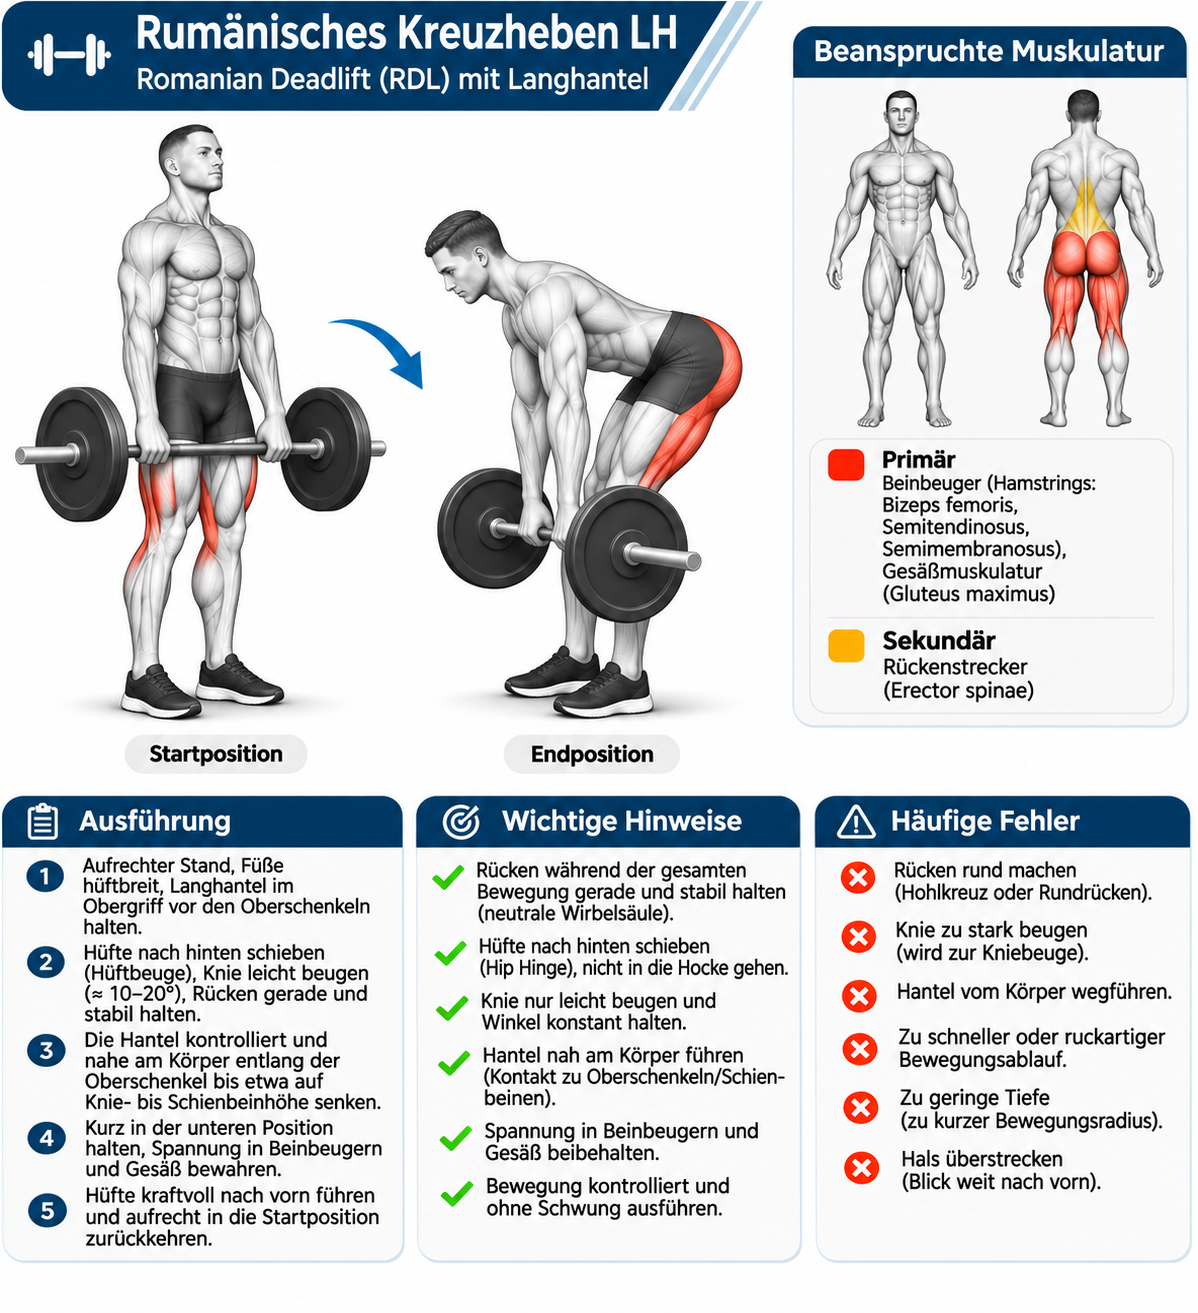 Rumänisches Kreuzheben LH
Romanian Deadlift (RDL) mit Langhantel
Beanspruchte Muskulatur
Primär
Beinbeuger (Hamstrings:
Bizeps femoris,
Semitendinosus,
Semimembranosus),
Gesäßmuskulatur
(Gluteus maximus)
Sekundär
Rückenstrecker
(Erector spinae)
Startposition
Endposition
Ausführung
1
Aufrechter Stand, Füße
hüftbreit, Langhantel im
Obergriff vor den Oberschenkeln
halten.
2
Hüfte nach hinten schieben
(Hüftbeuge), Knie leicht beugen
(≈ 10–20°), Rücken gerade und
stabil halten.
3
Die Hantel kontrolliert und
nahe am Körper entlang der
Oberschenkel bis etwa auf
Knie- bis Schienbeinhöhe senken.
4
Kurz in der unteren Position
halten, Spannung in Beinbeugern
und Gesäß bewahren.
5
Hüfte kraftvoll nach vorn führen
und aufrecht in die Startposition
zurückkehren.
Wichtige Hinweise
Rücken während der gesamten
Bewegung gerade und stabil halten
(neutrale Wirbelsäule).
Hüfte nach hinten schieben
(Hip Hinge), nicht in die Hocke gehen.
Knie nur leicht beugen und
Winkel konstant halten.
Hantel nah am Körper führen
(Kontakt zu Oberschenkeln/Schien-
beinen).
Spannung in Beinbeugern und
Gesäß beibehalten.
Bewegung kontrolliert und
ohne Schwung ausführen.
Häufige Fehler
Rücken rund machen
(Hohlkreuz oder Rundrücken).
Knie zu stark beugen
(wird zur Kniebeuge).
Hantel vom Körper wegführen.
Zu schneller oder ruckartiger
Bewegungsablauf.
Zu geringe Tiefe
(zu kurzer Bewegungsradius).
Hals überstrecken
(Blick weit nach vorn).